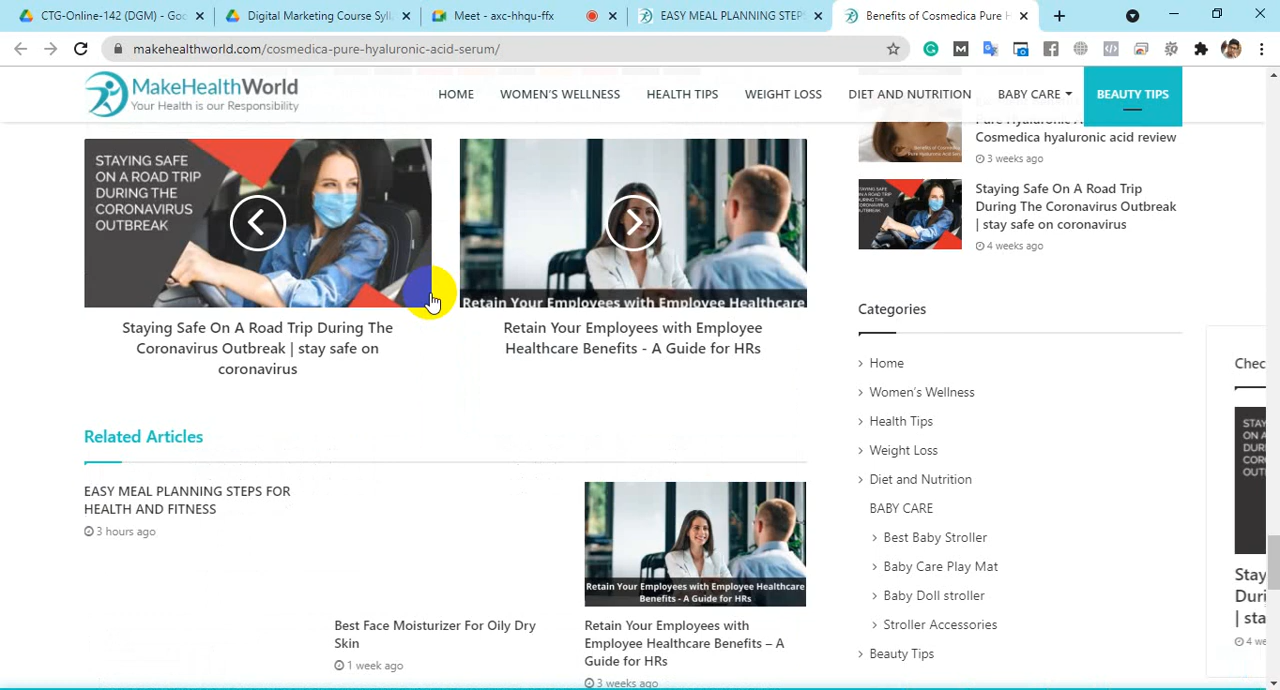 CTG-Online-142 (DGM) - Goo
Digital Marketing Course Syll
Meet - axc-hhqu-ffx
EASY MEAL PLANNING STEPS
Benefits of Cosmedica Pure H
makehealthworld.com/cosmedica-pure-hyaluronic-acid-serum/
MakeHealthWorld
Your Health is our Responsibility
HOME
WOMEN'S WELLNESS
HEALTH TIPS
WEIGHT LOSS
DIET AND NUTRITION
BABY CARE
BEAUTY TIPS
STAYING SAFE
ON A ROAD TRIP
DURING THE
CORONAVIRUS
OUTBREAK
Retain Your Employees with Employee Healthcare
Staying Safe On A Road Trip During The
Coronavirus Outbreak | stay safe on
coronavirus
Retain Your Employees with Employee
Healthcare Benefits - A Guide for HRs
Related Articles
EASY MEAL PLANNING STEPS FOR
HEALTH AND FITNESS
3 hours ago
Best Face Moisturizer For Oily Dry
Skin
1 week ago
Retain Your Employees with Employee Healthcare
Benefits - A Guide for HRs
Retain Your Employees with
Employee Healthcare Benefits – A
Guide for HRs
3 weeks ago
Pure Hyaluronic A
Cosmedica hyaluronic acid review
3 weeks ago
Staying Safe On A Road Trip
During The Coronavirus Outbreak
| stay safe on coronavirus
4 weeks ago
Categories
Home
Women's Wellness
Health Tips
Weight Loss
Diet and Nutrition
BABY CARE
Best Baby Stroller
Baby Care Play Mat
Baby Doll stroller
Stroller Accessories
Beauty Tips
Chec
Stay
Duri
| sta
4 we